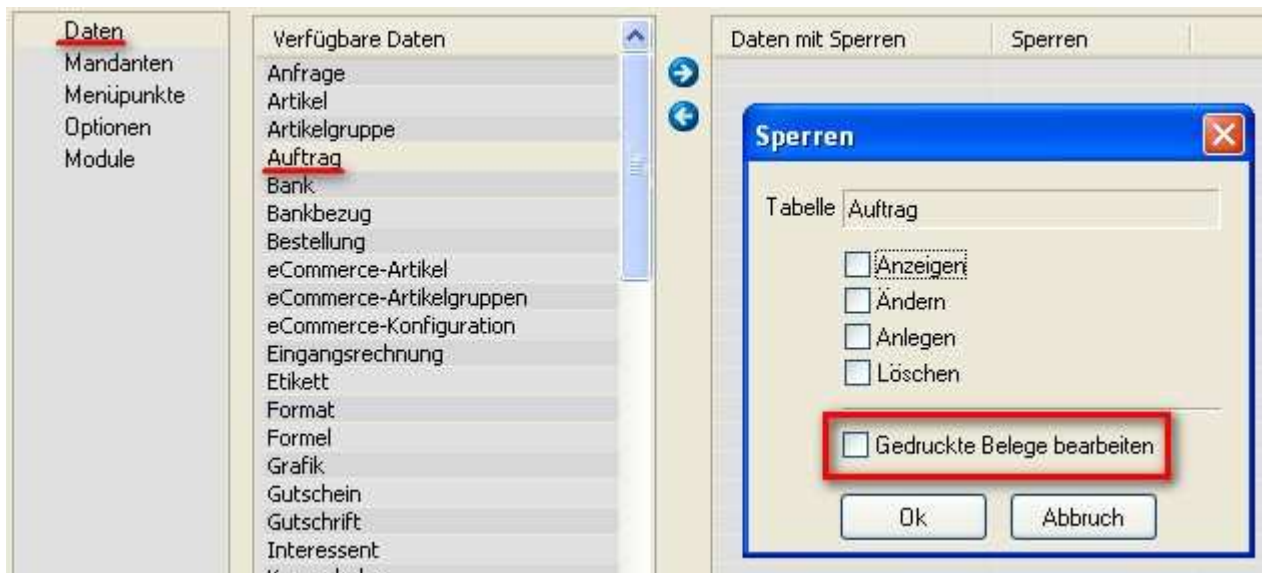 Daten
Mandanten
Menüpunkte
Optionen
Module
Verfügbare Daten
Anfrage
Artikel
Artikelgruppe
Auftrag
Bank
Bankbezug
Bestellung
eCommerce-Artikel
eCommerce-Artikelgruppen
eCommerce-Konfiguration
Eingangsrechnung
Etikett
Format
Formel
Grafik
Gutschein
Gutschrift
Interessent
Daten mit Sperren Sperren
Sperren
Tabelle Auftrag
Anzeigen
Ändern
Anlegen
Löschen
Gedruckte Belege bearbeiten
Ok Abbruch